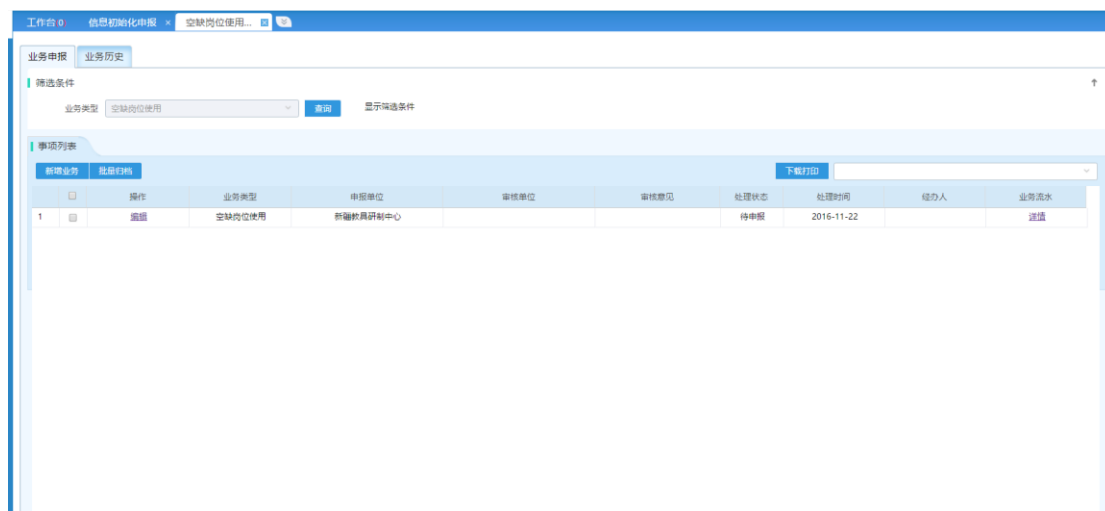 工作台(0) 信息初始化申报 × 空缺岗位使用...
业务申报 业务历史
筛选条件
业务类型 空缺岗位使用 查询 显示筛选条件
事项列表
新增业务 批量归档 下载打印
操作 业务类型 申报单位 审核单位 审核意见 处理状态 处理时间 经办人 业务流水
1 编辑 空缺岗位使用 新疆教具研制中心 待申报 2016-11-22 详情